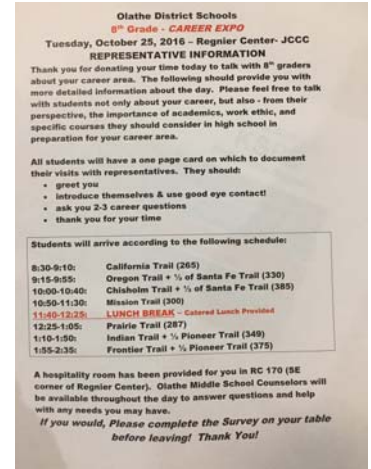 Olathe District Schools
8th Grade - CAREER EXPO
Tuesday, October 25, 2016 – Regnier Center- JCCC
REPRESENTATIVE INFORMATION
Thank you for donating your time today to talk with 8th graders
about your career area. The following should provide you with
more detailed information about the day. Please feel free to talk
with students not only about your career, but also - from their
perspective, the importance of academics, work ethic, and
specific courses they should consider in high school in
preparation for your career area.
All students will have a one page card on which to document
their visits with representatives. They should:
• greet you
• introduce themselves & use good eye contact!
• ask you 2-3 career questions
• thank you for your time
Students will arrive according to the following schedule:
8:30-9:10: California Trail (265)
9:15-9:55: Oregon Trail + ½ of Santa Fe Trail (330)
10:00-10:40: Chisholm Trail + ½ of Santa Fe Trail (385)
10:50-11:30: Mission Trail (300)
11:40-12:25: LUNCH BREAK – Catered Lunch Provided
12:25-1:05: Prairie Trail (287)
1:10-1:50: Indian Trail + ½ Pioneer Trail (349)
1:55-2:35: Frontier Trail + ½ Pioneer Trail (375)
A hospitality room has been provided for you in RC 170 (SE
corner of Regnier Center). Olathe Middle School Counselors will
be available throughout the day to answer questions and help
with any needs you may have.
If you would, Please complete the Survey on your table
before leaving! Thank You!